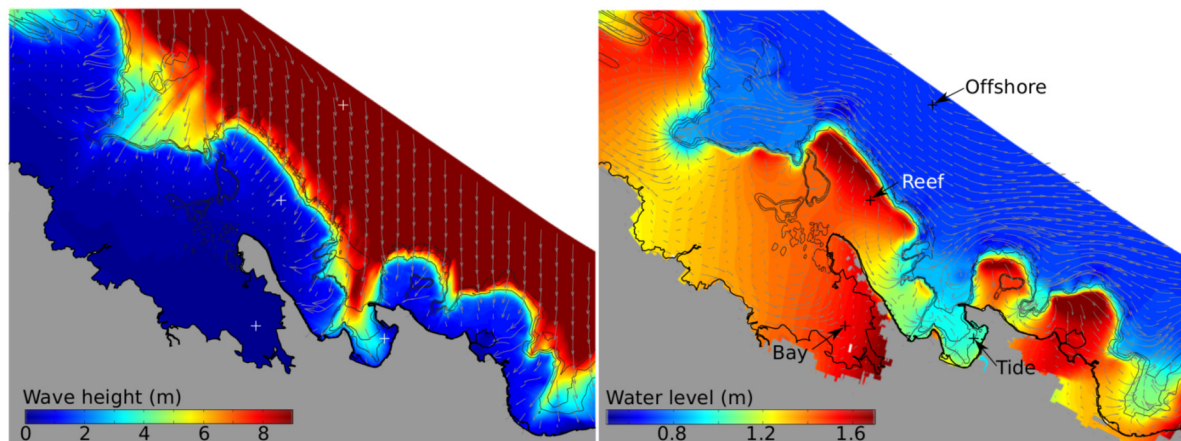 Wave height (m)
0 2 4 6 8
Offshore
Reef
Bay
Tide
Water level (m)
0.8 1.2 1.6